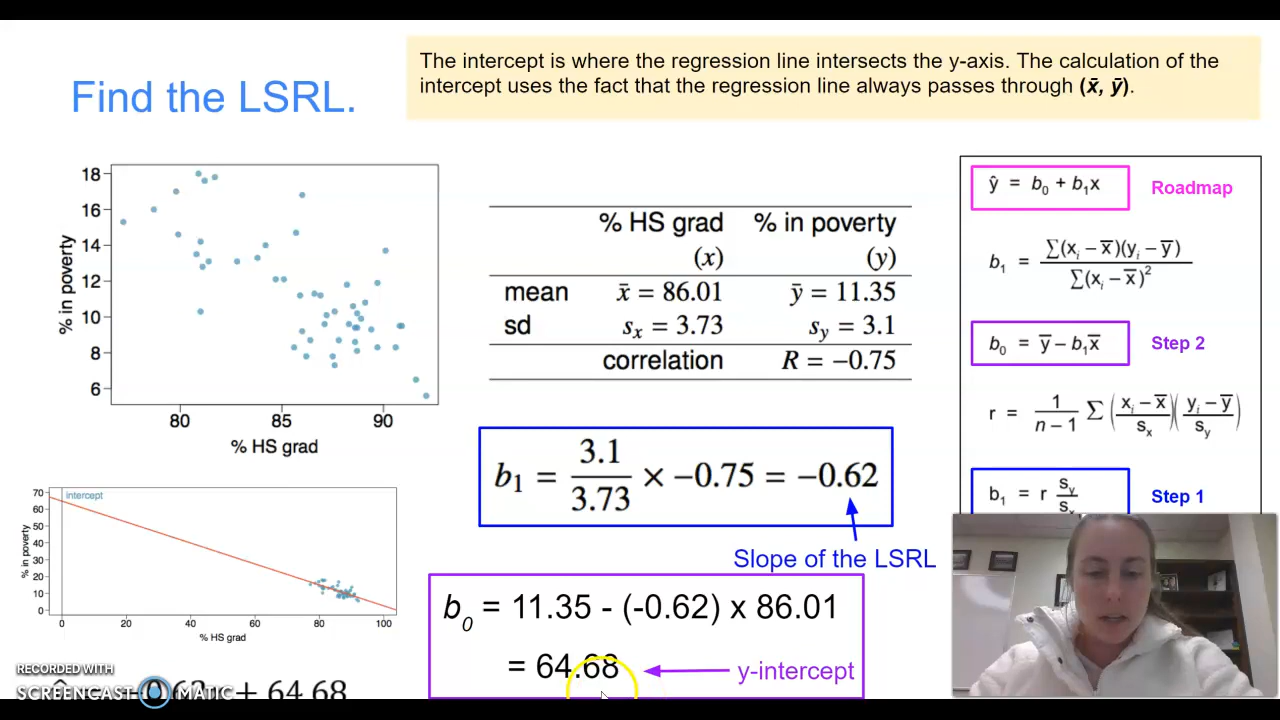 The intercept is where the regression line intersects the y-axis. The calculation of the
intercept uses the fact that the regression line always passes through (x̄, ȳ).
Find the LSRL.
18
16
14
12
10
8
6
% in poverty
80 85 90
% HS grad
% HS grad % in poverty
(x) (y)
mean x̄ = 86.01 ȳ = 11.35
sd sₓ = 3.73 s_y = 3.1
correlation R = −0.75
b₁ = 3.1/3.73 × −0.75 = −0.62
Slope of the LSRL
b₀ = 11.35 - (-0.62) x 86.01
= 64.68
y-intercept
ŷ = b₀ + b₁x Roadmap
b₁ = ∑(xᵢ − x̄)(yᵢ − ȳ) / ∑(xᵢ − x̄)²
b₀ = ȳ − b₁x̄ Step 2
r = 1/(n − 1) ∑ ((xᵢ − x̄)/sₓ)((yᵢ − ȳ)/s_y)
b₁ = r s_y/sₓ Step 1
70
60
50
40
30
20
10
0
% in poverty
intercept
0 20 40 60 80 100
% HS grad
RECORDED WITH
SCREENCAST-O-MATIC
+ 64.68